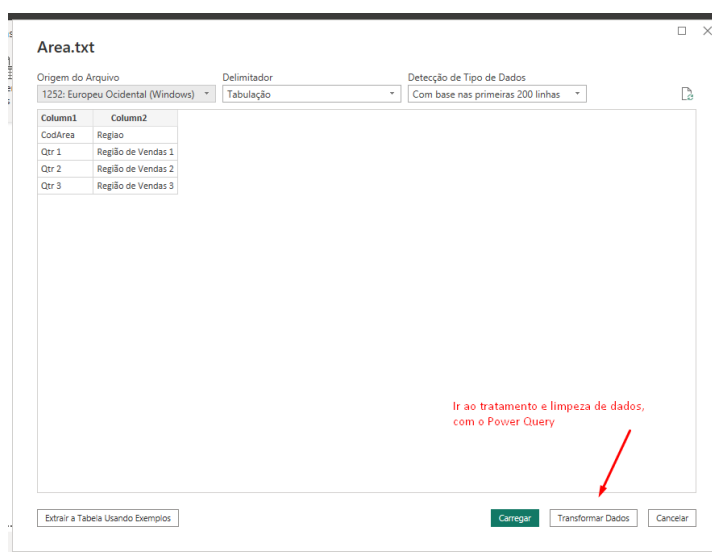 Area.txt
Origem do Arquivo Delimitador Detecção de Tipo de Dados
1252: Europeu Ocidental (Windows) Tabulação Com base nas primeiras 200 linhas
Column1 Column2
CodArea Regiao
Qtr 1 Região de Vendas 1
Qtr 2 Região de Vendas 2
Qtr 3 Região de Vendas 3
Ir ao tratamento e limpeza de dados,
com o Power Query
Extrair a Tabela Usando Exemplos Carregar Transformar Dados Cancelar